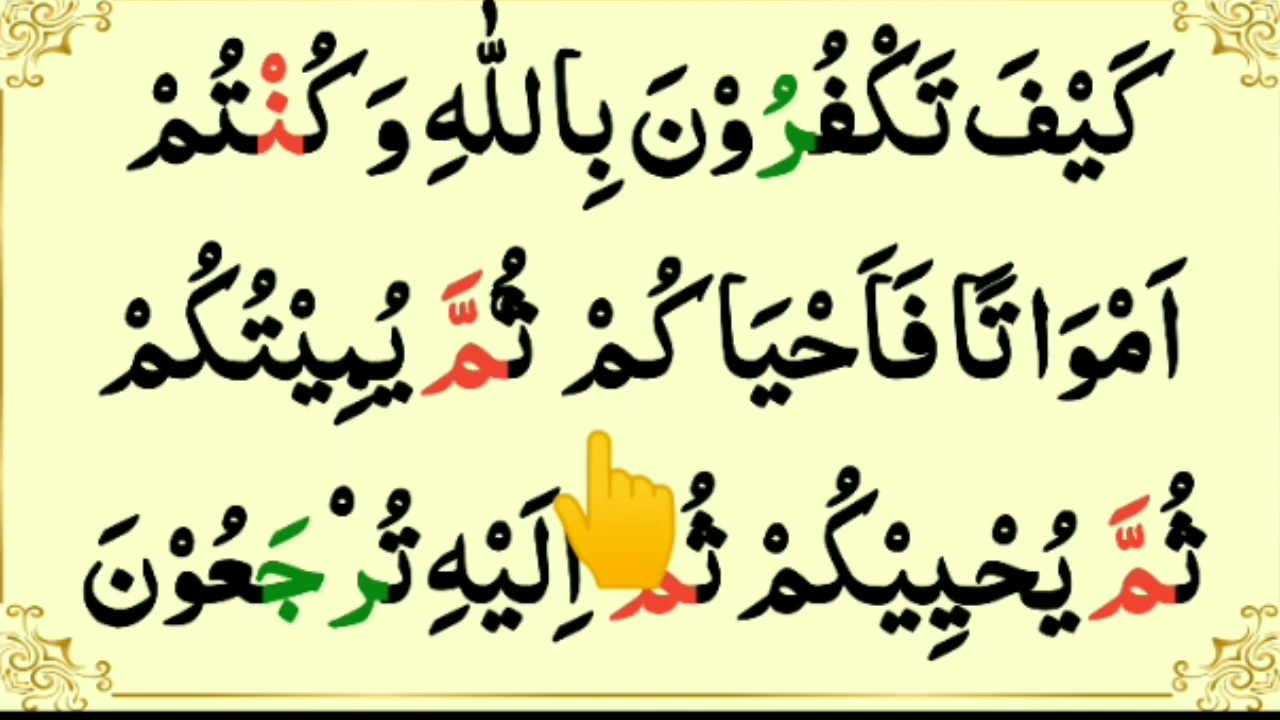 كَيْفَ تَكْفُرُوْنَ بِاللّٰهِ وَ كُنْتُمْ
اَمْوَاتًا فَاَحْيَاكُمْ ثُمَّ يُمِيْتُكُمْ
ثُمَّ يُحْيِيْكُمْ ثُمَّ اِلَيْهِ تُرْجَعُوْنَ